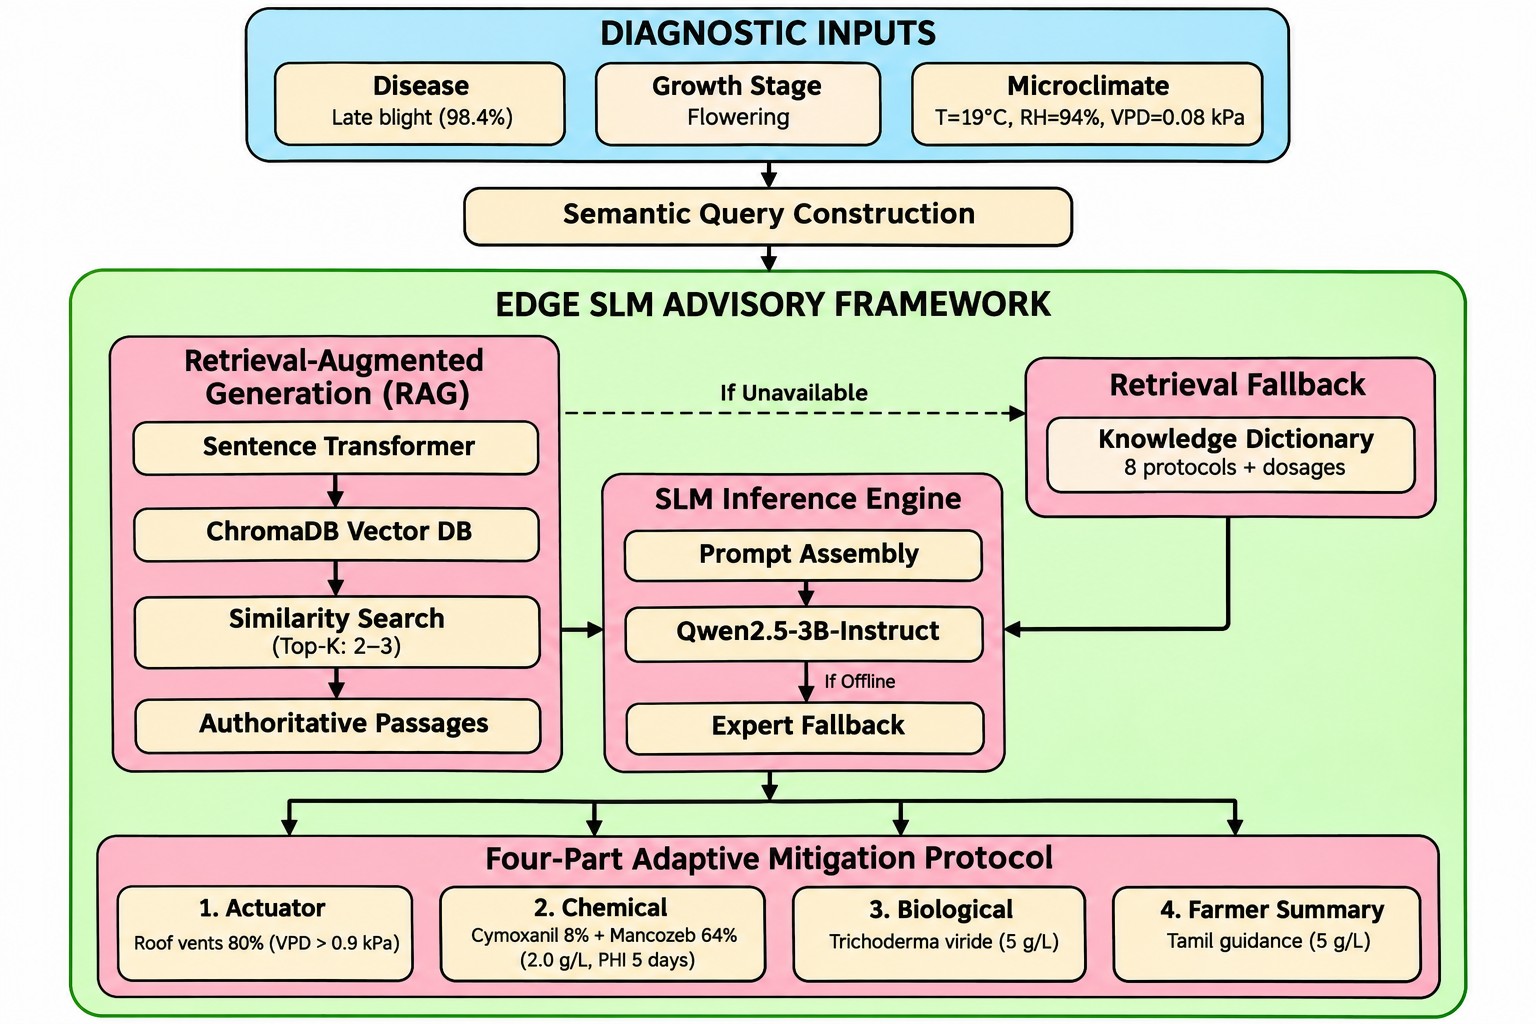 DIAGNOSTIC INPUTS
Disease
Late blight (98.4%)
Growth Stage
Flowering
Microclimate
T=19°C, RH=94%, VPD=0.08 kPa
Semantic Query Construction
EDGE SLM ADVISORY FRAMEWORK
Retrieval-Augmented
Generation (RAG)
Sentence Transformer
ChromaDB Vector DB
Similarity Search
(Top-K: 2–3)
Authoritative Passages
If Unavailable
Retrieval Fallback
Knowledge Dictionary
8 protocols + dosages
SLM Inference Engine
Prompt Assembly
Qwen2.5-3B-Instruct
If Offline
Expert Fallback
Four-Part Adaptive Mitigation Protocol
1. Actuator
Roof vents 80% (VPD > 0.9 kPa)
2. Chemical
Cymoxanil 8% + Mancozeb 64%
(2.0 g/L, PHI 5 days)
3. Biological
Trichoderma viride (5 g/L)
4. Farmer Summary
Tamil guidance (5 g/L)